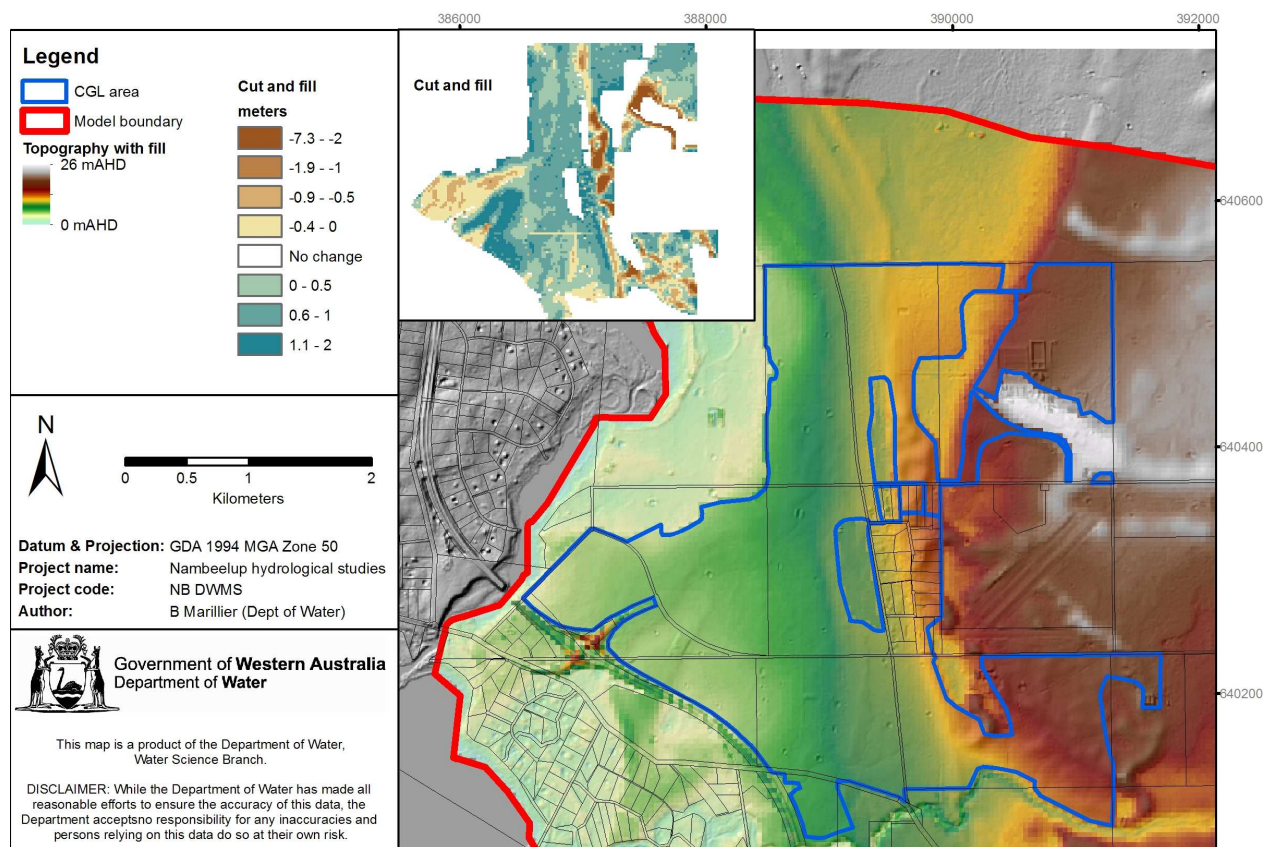 386000
388000
390000
392000
Legend
CGL area
Model boundary
Topography with fill
26 mAHD
0 mAHD
Cut and fill
meters
-7.3 - -2
-1.9 - -1
-0.9 - -0.5
-0.4 - 0
No change
0 - 0.5
0.6 - 1
1.1 - 2
Cut and fill
640600
640400
640200
N
0 0.5 1 2
Kilometers
Datum & Projection: GDA 1994 MGA Zone 50
Project name: Nambeelup hydrological studies
Project code: NB DWMS
Author: B Marillier (Dept of Water)
Government of Western Australia
Department of Water
This map is a product of the Department of Water,
Water Science Branch.
DISCLAIMER: While the Department of Water has made all
reasonable efforts to ensure the accuracy of this data, the
Department acceptsno responsibility for any inaccuracies and
persons relying on this data do so at their own risk.